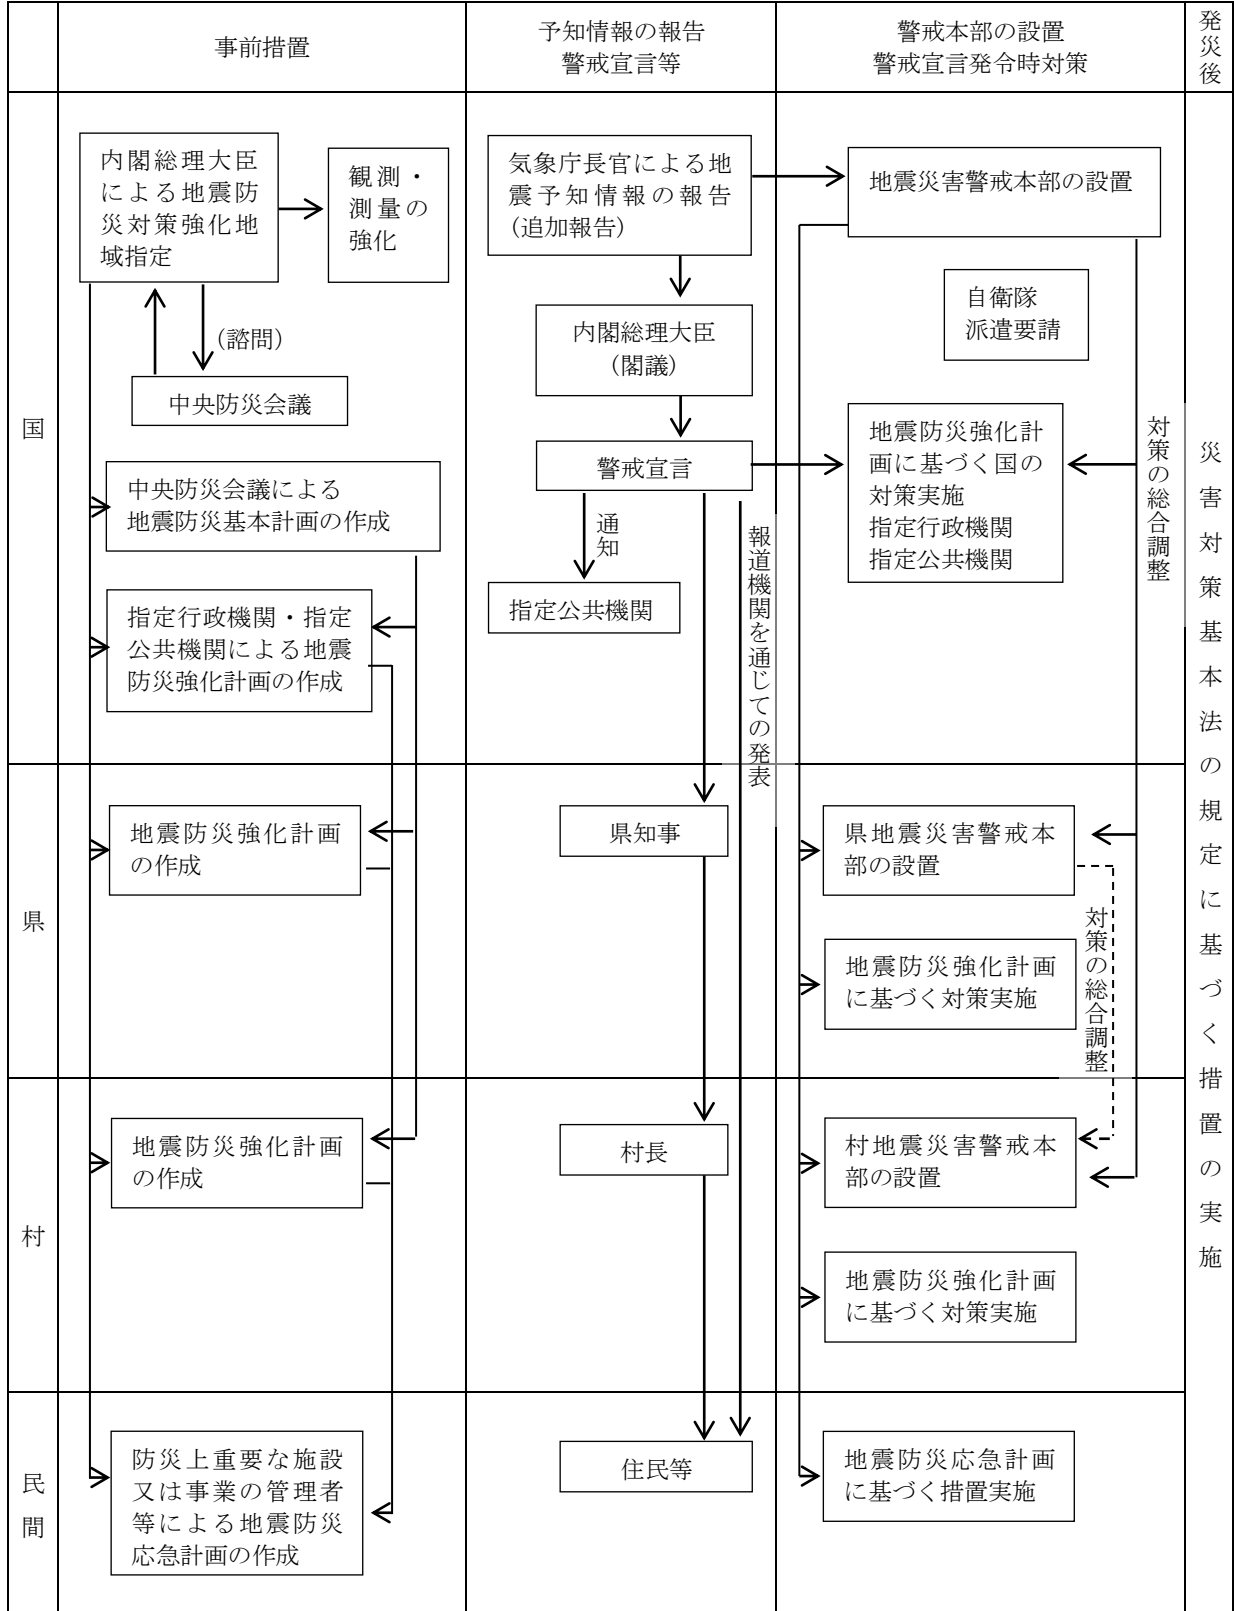 事前措置
予知情報の報告
警戒宣言等
警戒本部の設置
警戒宣言発令時対策
発災後
国
内閣総理大臣
による地震防
災対策強化地
域指定
観測・
測量の
強化
(諮問)
中央防災会議
中央防災会議による
地震防災基本計画の作成
指定行政機関・指定
公共機関による地震
防災強化計画の作成
気象庁長官による地
震予知情報の報告
(追加報告)
内閣総理大臣
(閣議)
警戒宣言
通知
指定公共機関
報道機関を通じての発表
地震災害警戒本部の設置
自衛隊
派遣要請
地震防災強化計
画に基づく国の
対策実施
指定行政機関
指定公共機関
対策の総合調整
災害対策基本法の規定に基づく措置の実施
県
地震防災強化計画
の作成
県知事
県地震災害警戒本
部の設置
地震防災強化計画
に基づく対策実施
対策の総合調整
村
地震防災強化計画
の作成
村長
村地震災害警戒本
部の設置
地震防災強化計画
に基づく対策実施
民間
防災上重要な施設
又は事業の管理者
等による地震防災
応急計画の作成
住民等
地震防災応急計画
に基づく措置実施